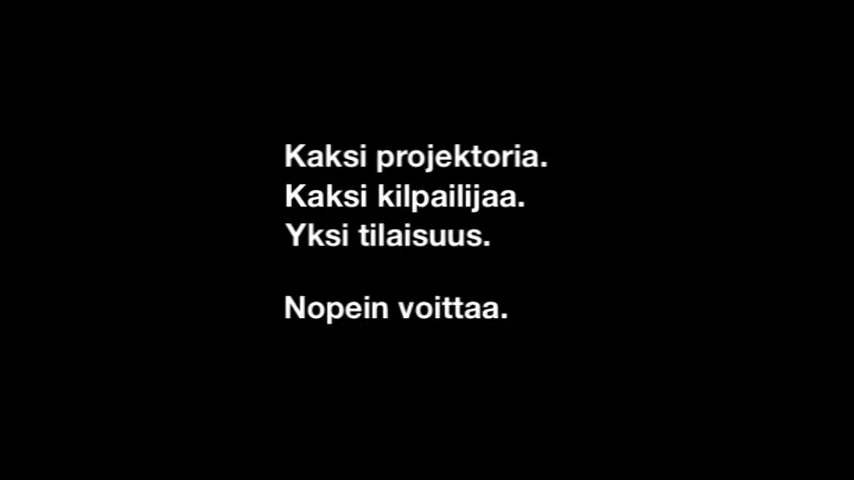 Kaksi projektoria.
Kaksi kilpailijaa.
Yksi tilaisuus.
Nopein voittaa.